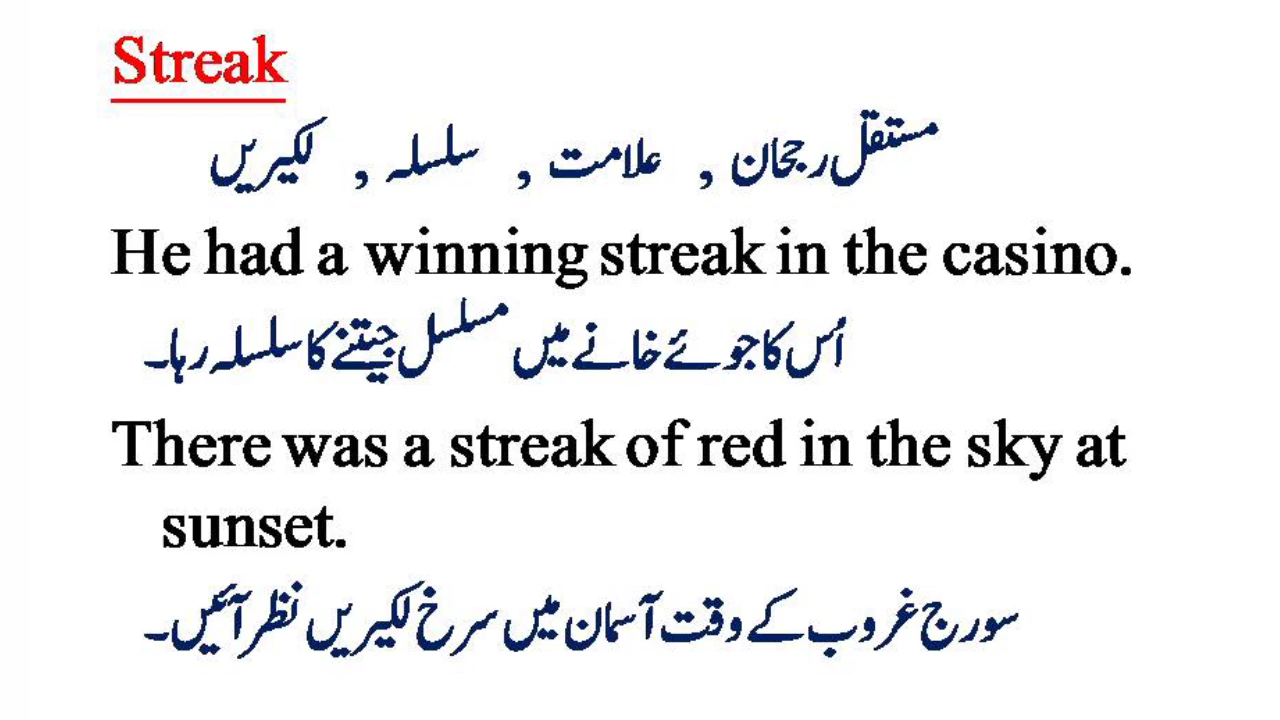 Streak
مستقل رجحان , علامت , سلسلہ , لکیریں
He had a winning streak in the casino.
اُس کا جوئے خانے میں مسلسل جیتنے کا سلسلہ رہا۔
There was a streak of red in the sky at
sunset.
سورج غروب کے وقت آسمان میں سرخ لکیریں نظر آئیں۔